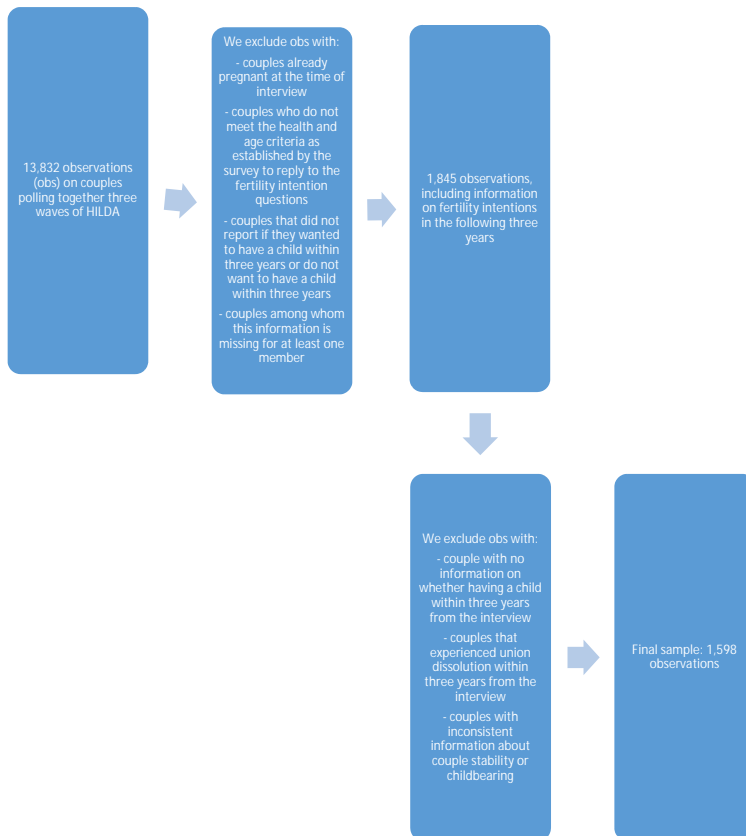 13,832 observations
(obs) on couples
polling together three
waves of HILDA
We exclude obs with:
- couples already
pregnant at the time of
interview
- couples who do not
meet the health and
age criteria as
established by the
survey to reply to the
fertility intention
questions
- couples that did not
report if they wanted
to have a child within
three years or do not
want to have a child
within three years
- couples among whom
this information is
missing for at least one
member
1,845 observations,
including information
on fertility intentions
in the following three
years
We exclude obs with:
- couple with no
information on
whether having a child
within three years
from the interview
- couples that
experienced union
dissolution within
three years from the
interview
- couples with
inconsistent
information about
couple stability or
childbearing
Final sample: 1,598
observations